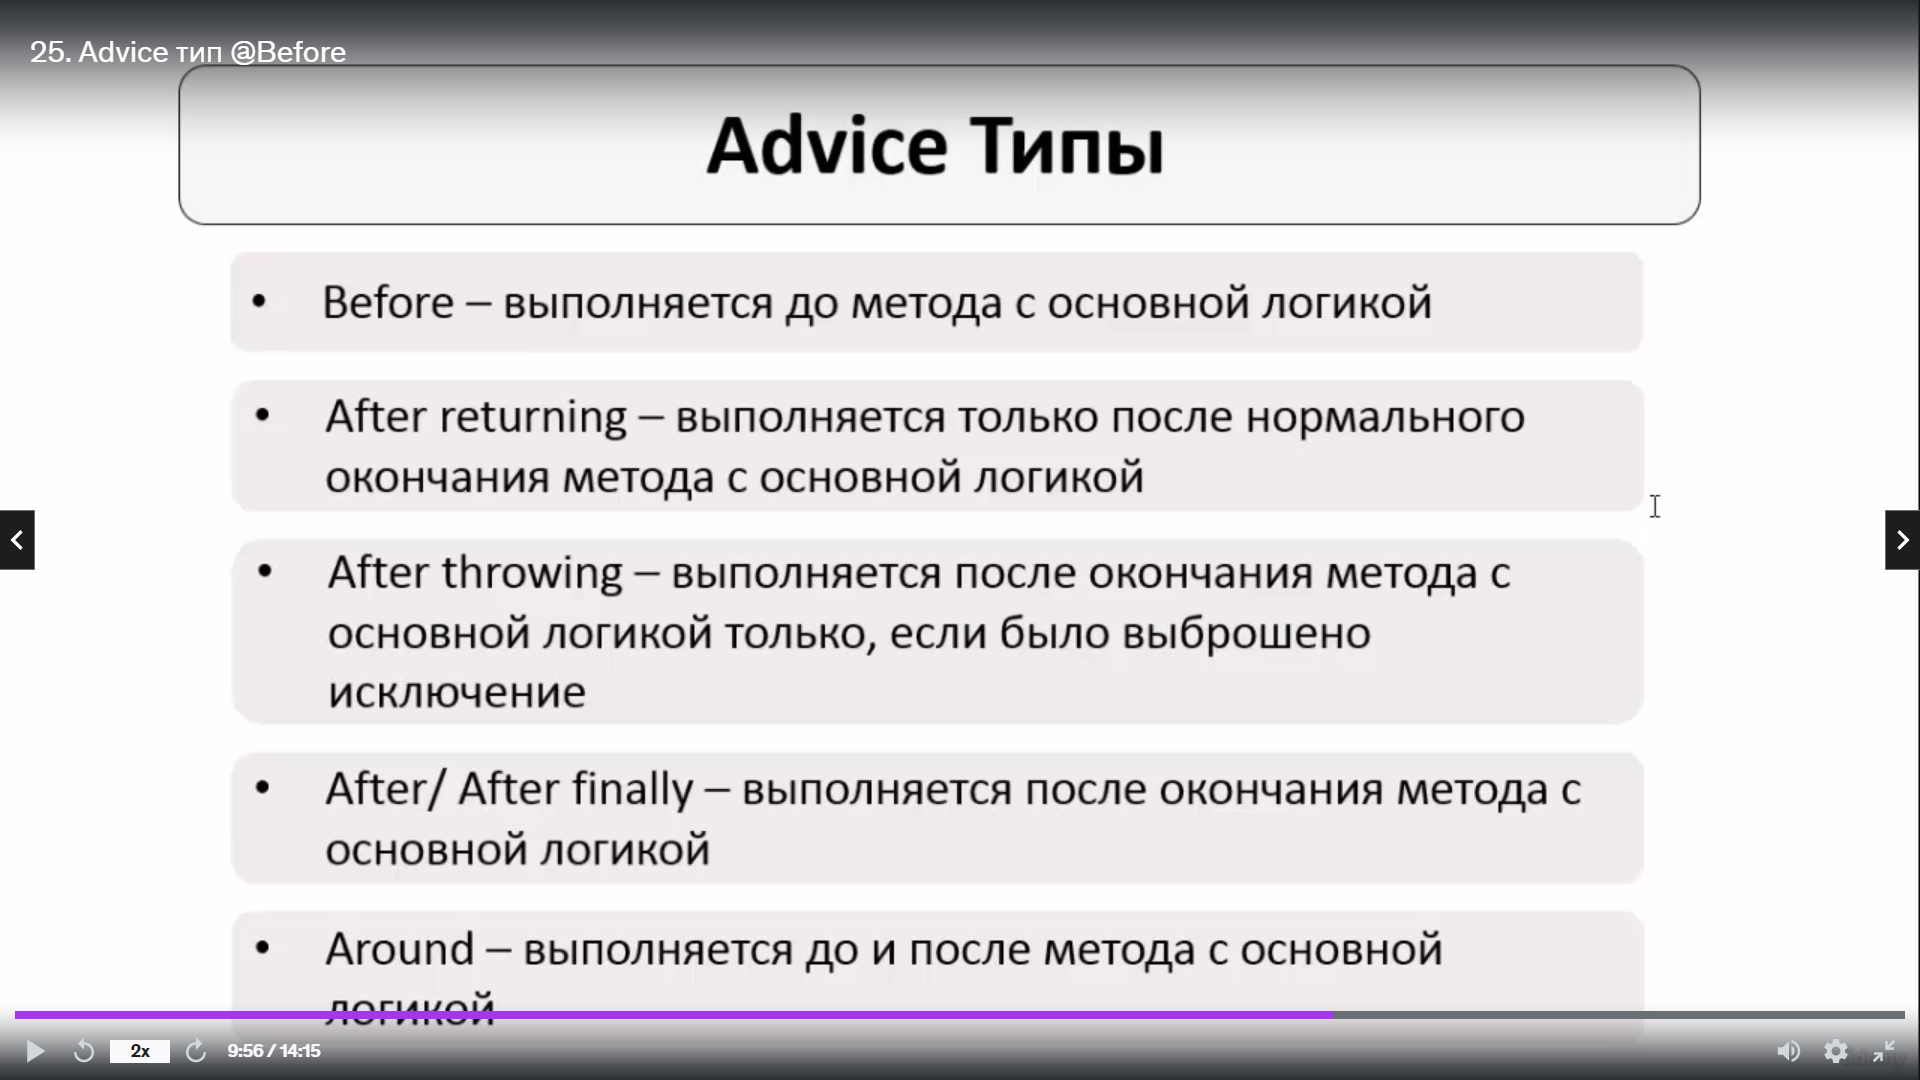 25. Advice тип @Before
Advice Типы
• Before – выполняется до метода с основной логикой
• After returning – выполняется только после нормального
окончания метода с основной логикой
• After throwing – выполняется после окончания метода с
основной логикой только, если было выброшено
исключение
• After/ After finally – выполняется после окончания метода с
основной логикой
• Around – выполняется до и после метода с основной
логикой
2x 9:56 / 14:15